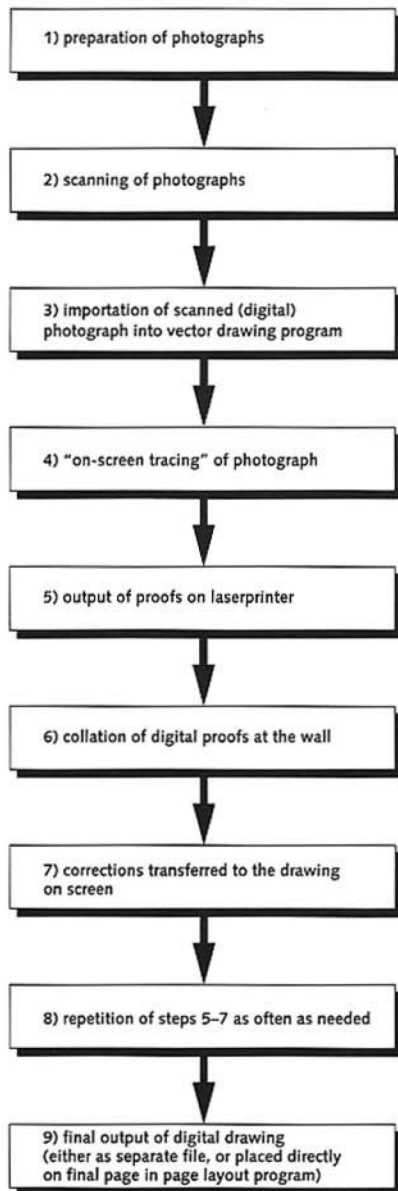 1) preparation of photographs
2) scanning of photographs
3) importation of scanned (digital)
photograph into vector drawing program
4) “on-screen tracing” of photograph
5) output of proofs on laserprinter
6) collation of digital proofs at the wall
7) corrections transferred to the drawing
on screen
8) repetition of steps 5–7 as often as needed
9) final output of digital drawing
(either as separate file, or placed directly
on final page in page layout program)